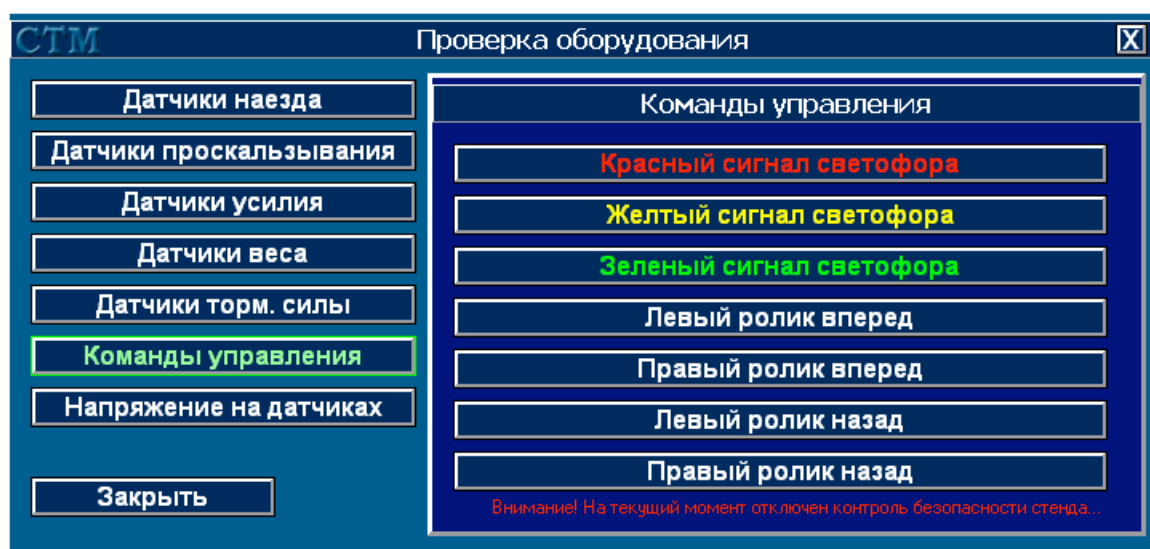 СТМ
Проверка оборудования
X
Датчики наезда
Датчики проскальзывания
Датчики усилия
Датчики веса
Датчики торм. силы
Команды управления
Напряжение на датчиках
Закрыть
Команды управления
Красный сигнал светофора
Желтый сигнал светофора
Зеленый сигнал светофора
Левый ролик вперед
Правый ролик вперед
Левый ролик назад
Правый ролик назад
Внимание! На текущий момент отключен контроль безопасности стенда...